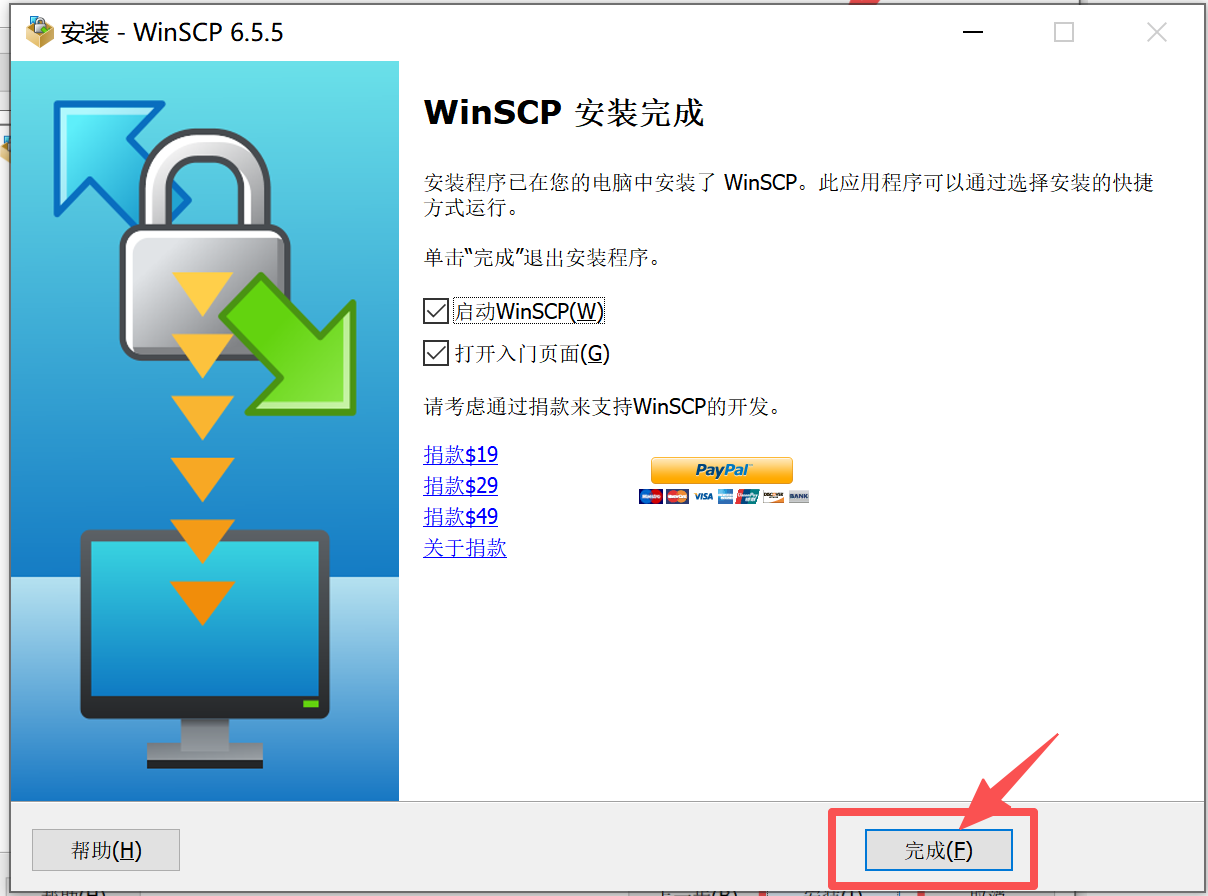 安装 - WinSCP 6.5.5
WinSCP 安装完成
安装程序已在您的电脑中安装了 WinSCP。此应用程序可以通过选择安装的快捷
方式运行。
单击“完成”退出安装程序。
启动WinSCP(W)
打开入门页面(G)
请考虑通过捐款来支持WinSCP的开发。
捐款$19
PayPal
捐款$29
VISA
DISCOVER
BANK
捐款$49
关于捐款
帮助(H)
完成(F)